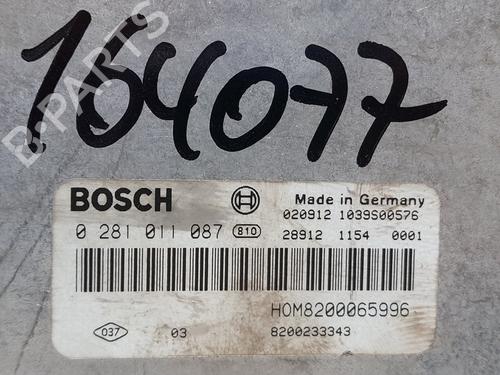 164077
B-PARTS
BOSCH
Made in Germany
020912 1039S00576
0 281 011 087 810
28912 1154 0001
HOM8200065996
037 03 8200233343